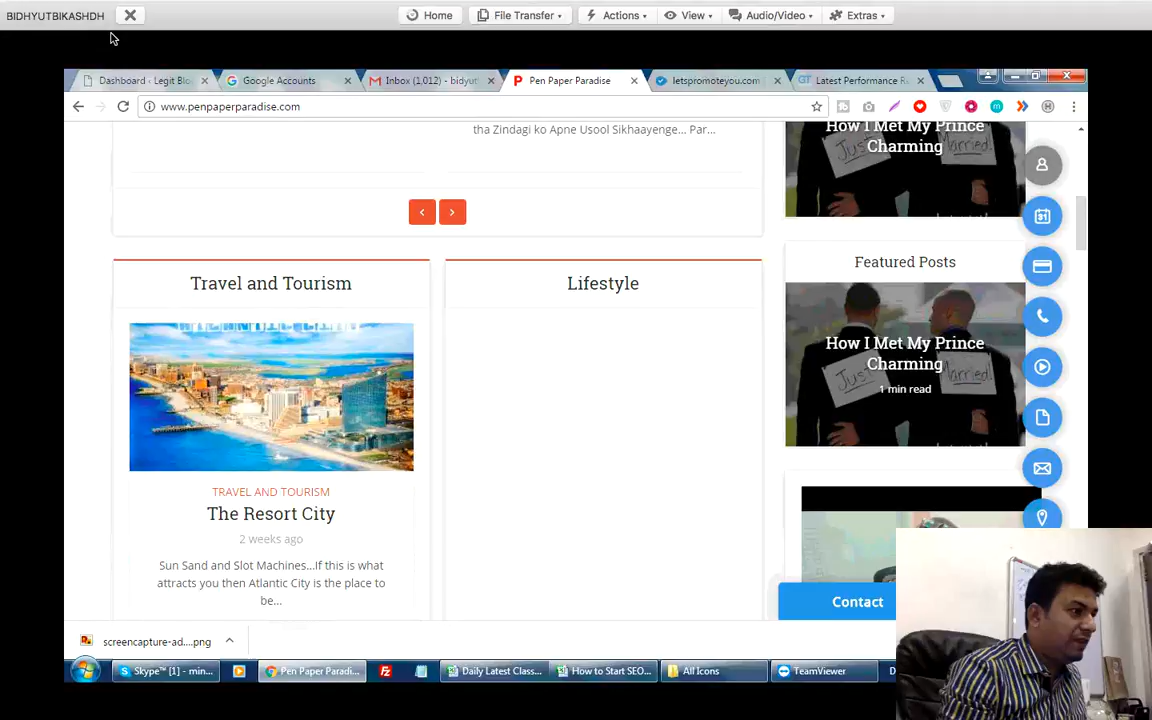 BIDHYUTBIKASHDH
Home
File Transfer
Actions
View
Audio/Video
Extras
Dashboard - Legit Blo
Google Accounts
Inbox (1,012) - bidyut
Pen Paper Paradise
letspromoteyou.com
Latest Performance R
www.penpaperparadise.com
tha Zindagi ko Apne Usool Sikhaayenge... Par...
How I Met My Prince
Charming
Just
Married.
Travel and Tourism
Lifestyle
Featured Posts
How I Met My Prince
Charming
1 min read
Just
Married.
TRAVEL AND TOURISM
The Resort City
2 weeks ago
Sun Sand and Slot Machines...If this is what
attracts you then Atlantic City is the place to
be...
31
Contact
screencapture-ad....png
Skype™ [1] - min...
Pen Paper Paradi...
Daily Latest Class...
How to Start SEO...
All Icons
TeamViewer